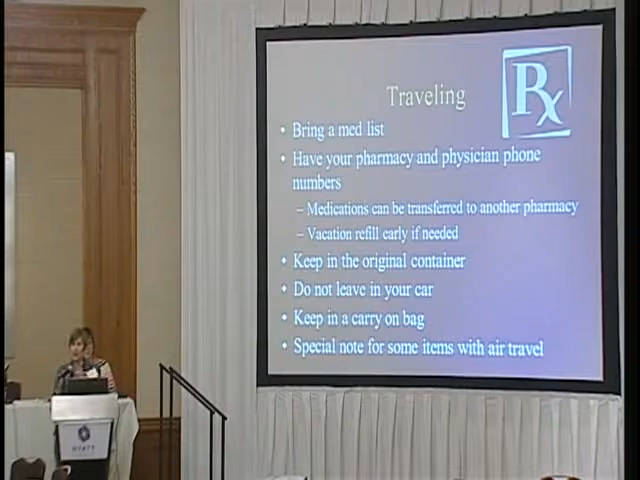 Rx
Traveling
• Bring a med list
• Have your pharmacy and physician phone
numbers
– Medications can be transferred to another pharmacy
– Vacation refill early if needed
• Keep in the original container
• Do not leave in your car
• Keep in a carry on bag
• Special note for some items with air travel
HYATT